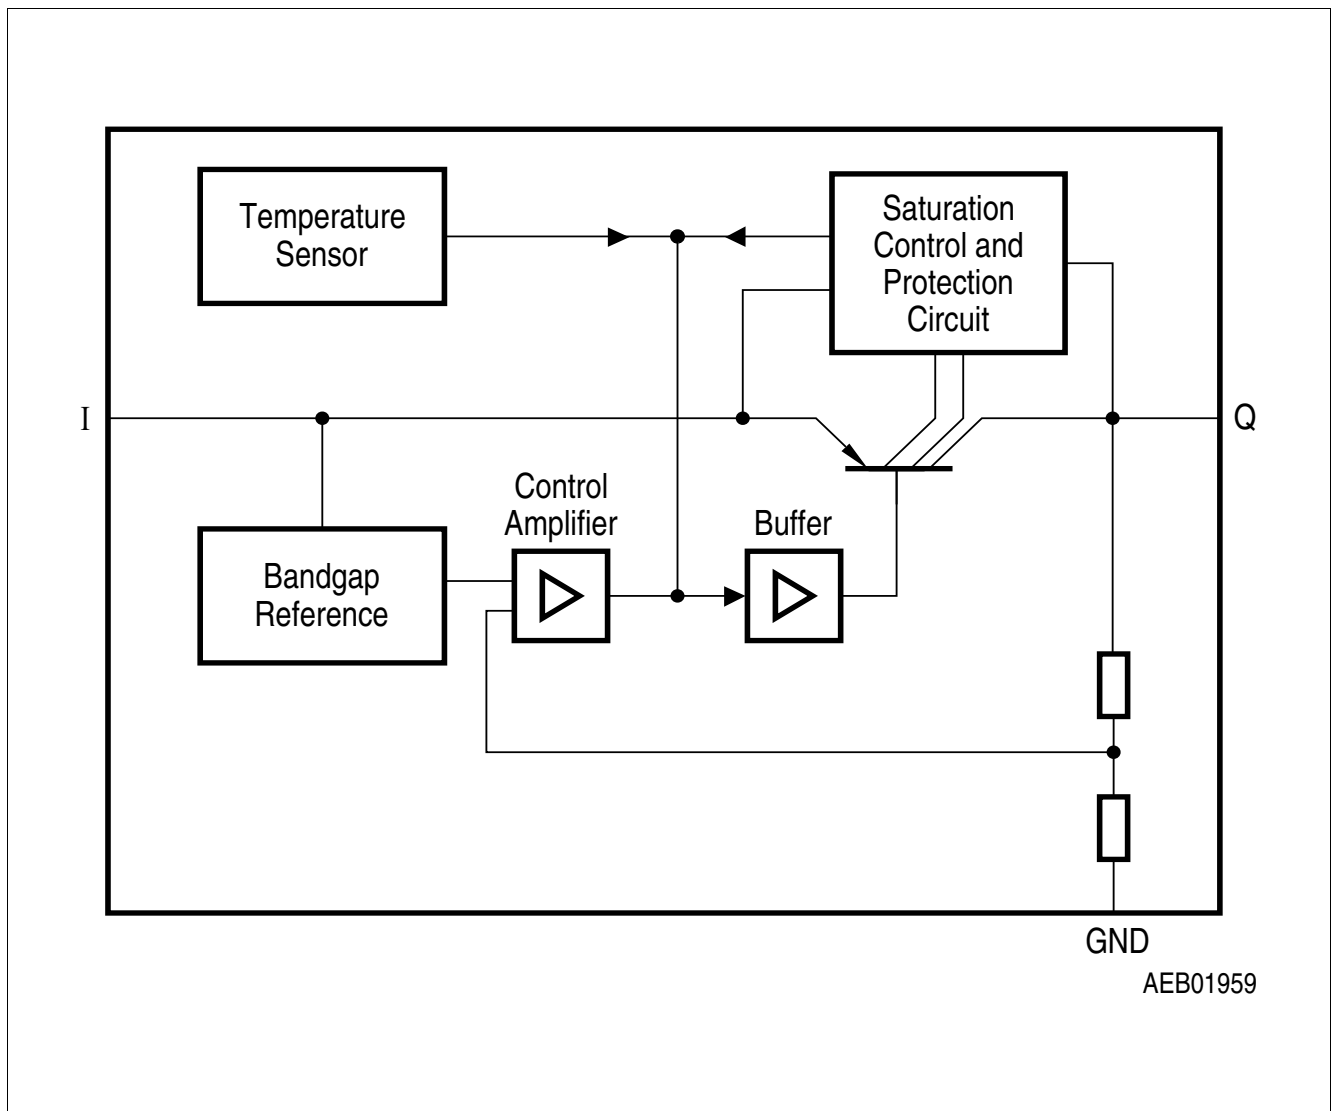 Temperature
Sensor
Saturation
Control and
Protection
Circuit
I
Q
Control
Amplifier
Buffer
Bandgap
Reference
GND
AEB01959